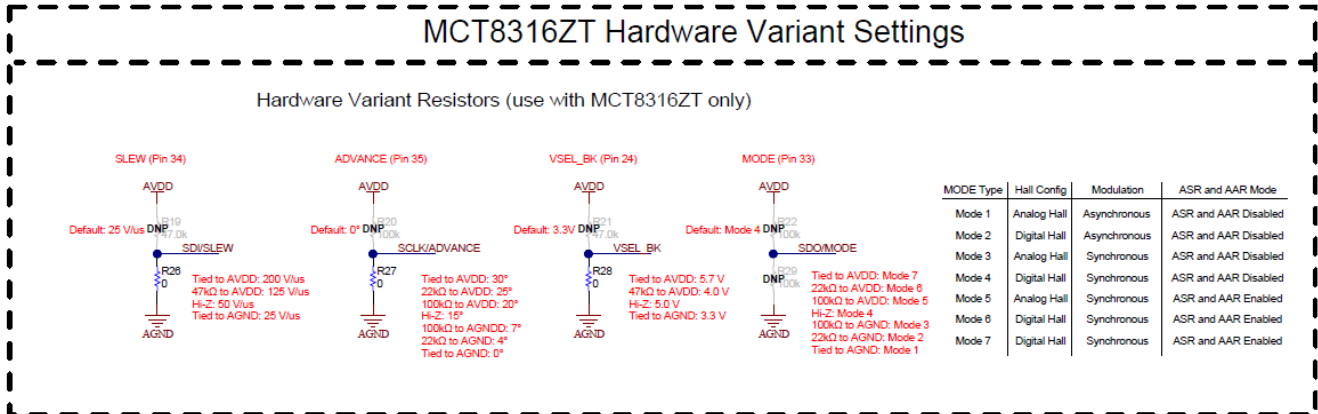 MCT8316ZT Hardware Variant Settings
Hardware Variant Resistors (use with MCT8316ZT only)
SLEW (Pin 34)
AVDD
R19
DNP
47.0k
Default: 25 V/us
SDI/SLEW
R26
0
Tied to AVDD: 200 V/us
47kΩ to AVDD: 125 V/us
Hi-Z: 50 V/us
Tied to AGND: 25 V/us
AGND
ADVANCE (Pin 35)
AVDD
R20
DNP
100k
Default: 0°
SCLK/ADVANCE
R27
0
Tied to AVDD: 30°
22kΩ to AVDD: 25°
100kΩ to AVDD: 20°
Hi-Z: 15°
100kΩ to AGNDD: 7°
22kΩ to AGND: 4°
Tied to AGND: 0°
AGND
VSEL_BK (Pin 24)
AVDD
R21
DNP
47.0k
Default: 3.3V
VSEL_BK
R28
0
Tied to AVDD: 5.7 V
47kΩ to AVDD: 4.0 V
Hi-Z: 5.0 V
Tied to AGND: 3.3 V
AGND
MODE (Pin 33)
AVDD
R22
DNP
100k
Default: Mode 4
SDO/MODE
R29
DNP
100k
Tied to AVDD: Mode 7
22kΩ to AVDD: Mode 6
100kΩ to AVDD: Mode 5
Hi-Z: Mode 4
100kΩ to AGND: Mode 3
22kΩ to AGND: Mode 2
Tied to AGND: Mode 1
AGND
MODE Type Hall Config Modulation ASR and AAR Mode
Mode 1 Analog Hall Asynchronous ASR and AAR Disabled
Mode 2 Digital Hall Asynchronous ASR and AAR Disabled
Mode 3 Analog Hall Synchronous ASR and AAR Disabled
Mode 4 Digital Hall Synchronous ASR and AAR Disabled
Mode 5 Analog Hall Synchronous ASR and AAR Enabled
Mode 6 Digital Hall Synchronous ASR and AAR Enabled
Mode 7 Digital Hall Synchronous ASR and AAR Enabled